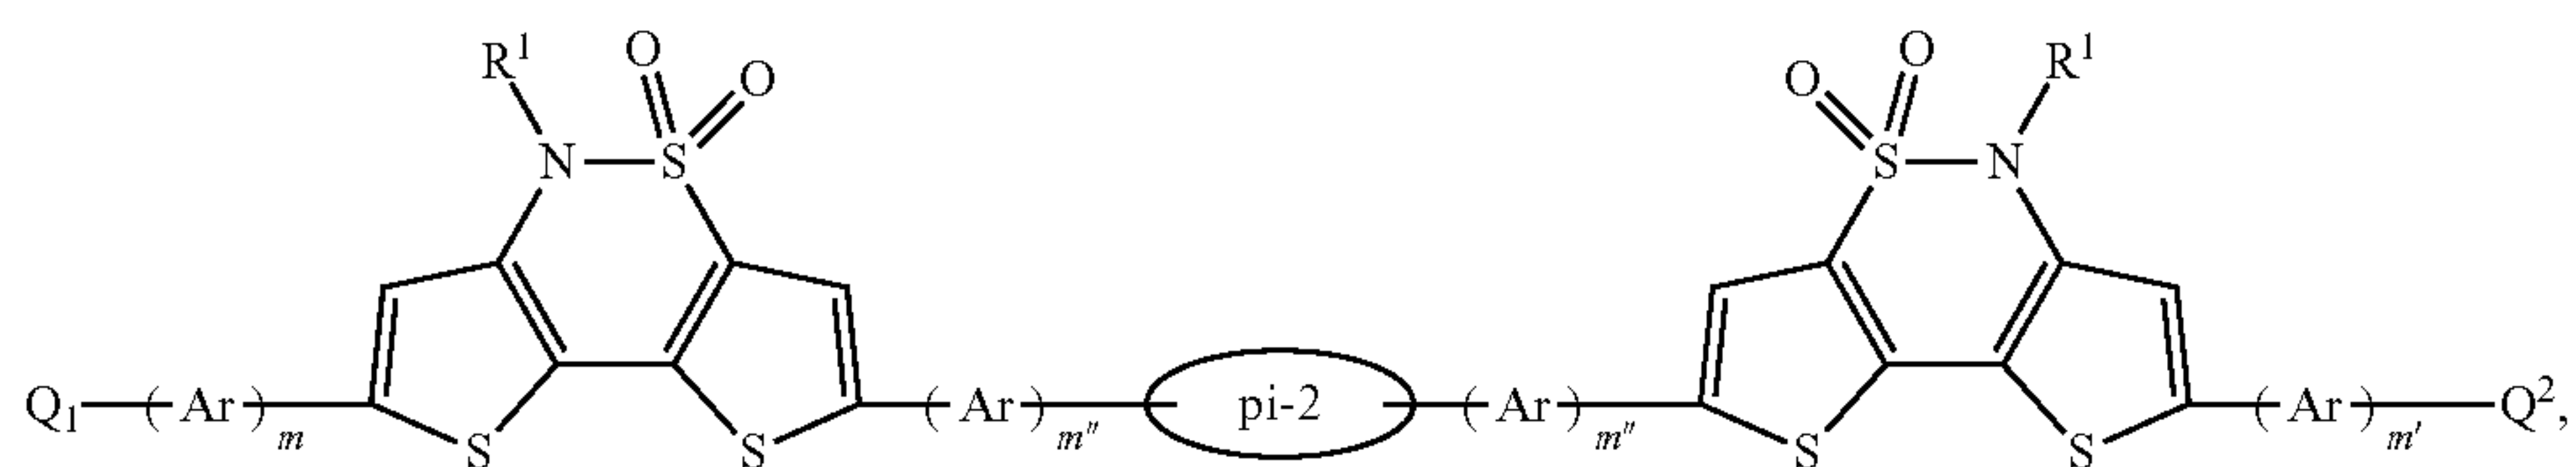 R¹ O O O O R¹
N S S N
Q₁ ( Ar )ₘ S S ( Ar )ₘ″ pi-2 ( Ar )ₘ″ S S ( Ar )ₘ′ Q²,